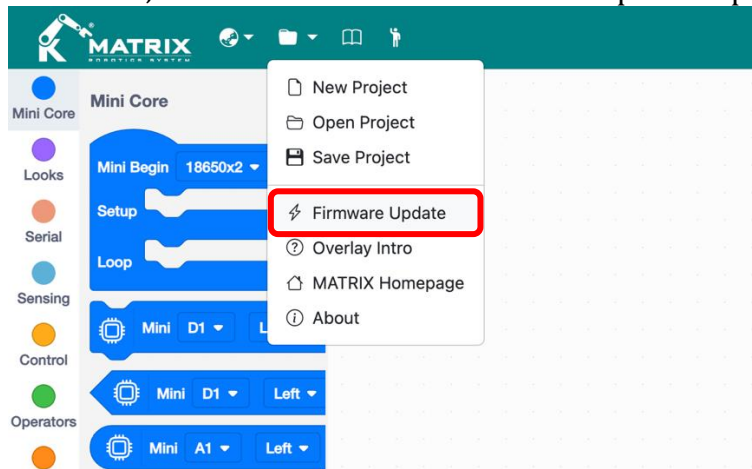 MATRIX
ROBOTICS SYSTEM
New Project
Open Project
Save Project
Firmware Update
Overlay Intro
MATRIX Homepage
About
Mini Core
Looks
Serial
Sensing
Control
Operators
Mini Core
Mini Begin 18650x2
Setup
Loop
Mini D1
Mini D1 Left
Mini A1 Left